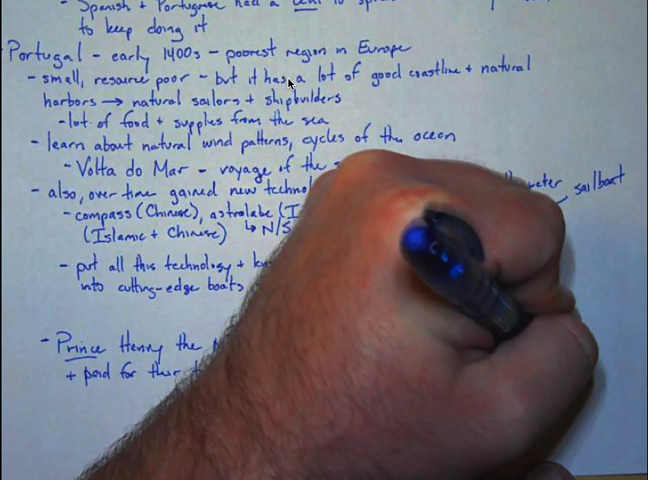 - Spanish + Portuguese had a
to keep doing it
Portugal - early 1400s - poorest region in Europe
- small, resource poor - but it has a lot of good coastline + natural
harbors → natural sailors + shipbuilders
- lot of food + supplies from the sea
- learn about natural wind patterns, cycles of the ocean
- Volta do Mar - voyage of the
- also, over time gained new
sailboat
- compass (Chinese), astrolabe
(Islamic + Chinese) ↳ N/S
- put all this technology +
into cutting-edge boats
- Prince Henry the
+ paid for their